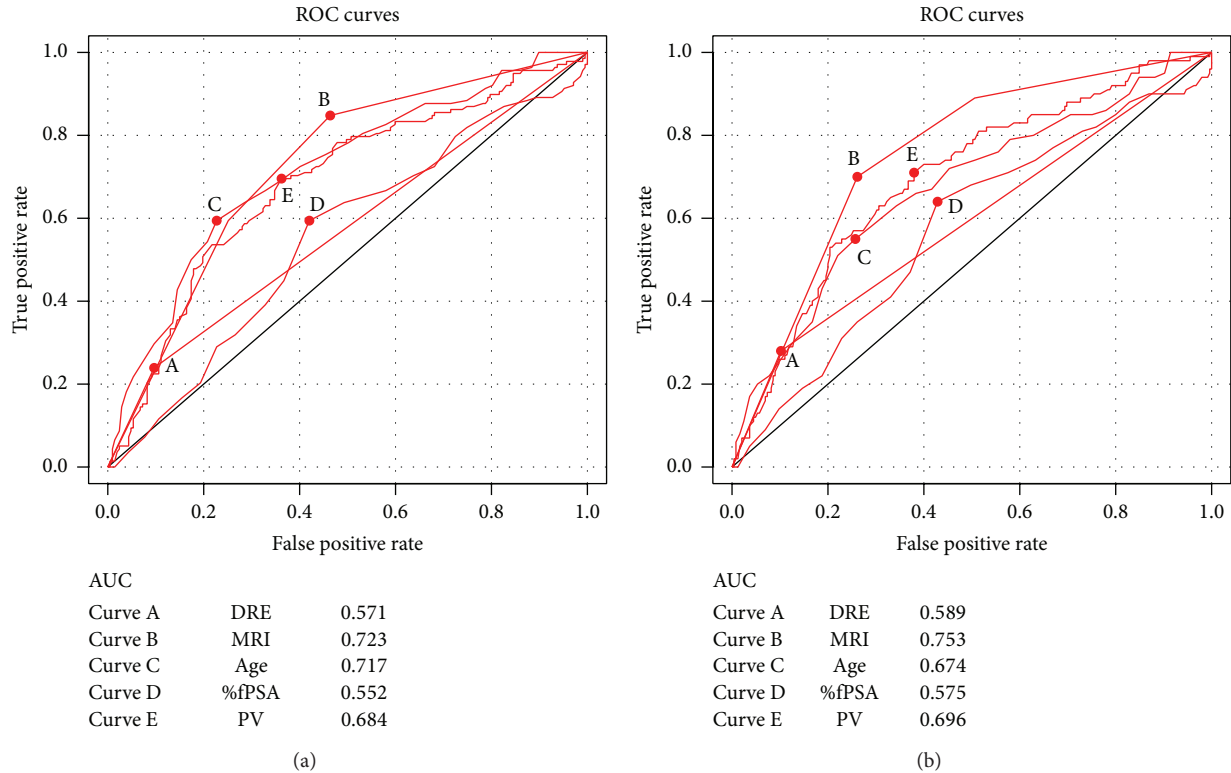 ROC curves
1.0
0.8
0.6
0.4
0.2
0.0
True positive rate
A
B
C
D
E
0.0 0.2 0.4 0.6 0.8 1.0
False positive rate
AUC
Curve A DRE 0.571
Curve B MRI 0.723
Curve C Age 0.717
Curve D %fPSA 0.552
Curve E PV 0.684
(a)
ROC curves
1.0
0.8
0.6
0.4
0.2
0.0
True positive rate
A
B
C
D
E
0.0 0.2 0.4 0.6 0.8 1.0
False positive rate
AUC
Curve A DRE 0.589
Curve B MRI 0.753
Curve C Age 0.674
Curve D %fPSA 0.575
Curve E PV 0.696
(b)